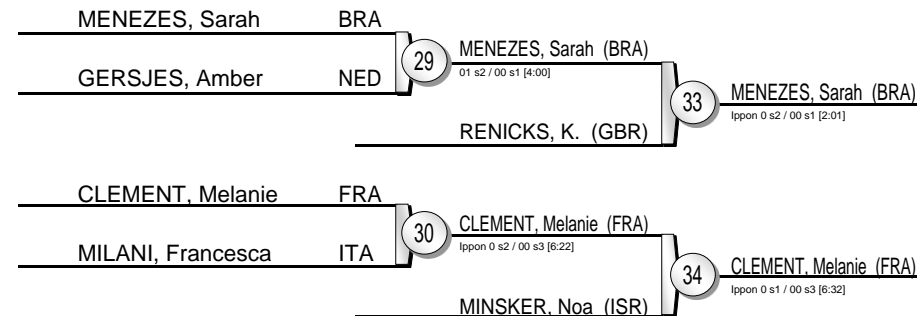 MENEZES, Sarah BRA
29
MENEZES, Sarah (BRA)
01 s2 / 00 s1 [4:00]
GERSJES, Amber NED
33
MENEZES, Sarah (BRA)
Ippon 0 s2 / 00 s1 [2:01]
RENICKS, K. (GBR)
CLEMENT, Melanie FRA
30
CLEMENT, Melanie (FRA)
Ippon 0 s2 / 00 s3 [6:22]
MILANI, Francesca ITA
34
CLEMENT, Melanie (FRA)
Ippon 0 s1 / 00 s3 [6:32]
MINSKER, Noa (ISR)